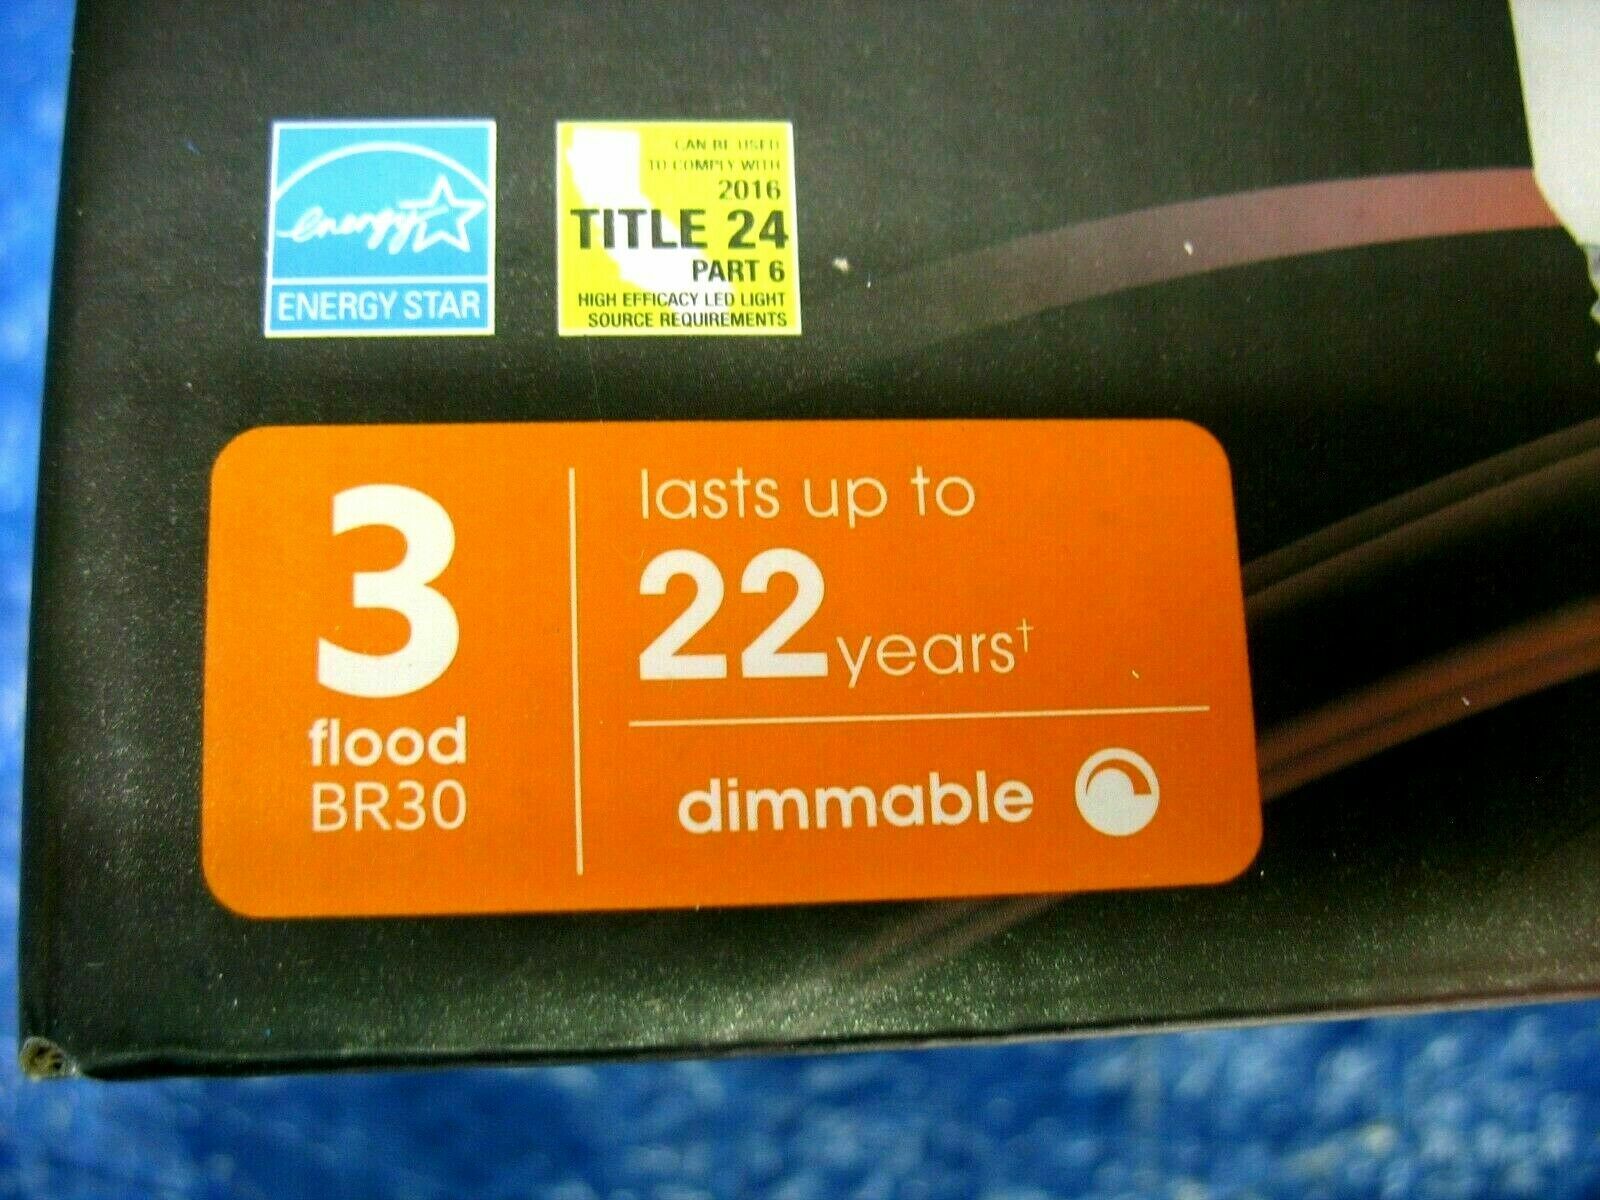 energy
ENERGY STAR
CAN BE USED
TO COMPLY WITH
2016
TITLE 24
PART 6
HIGH EFFICACY LED LIGHT
SOURCE REQUIREMENTS
3
flood
BR30
lasts up to
22 years†
dimmable